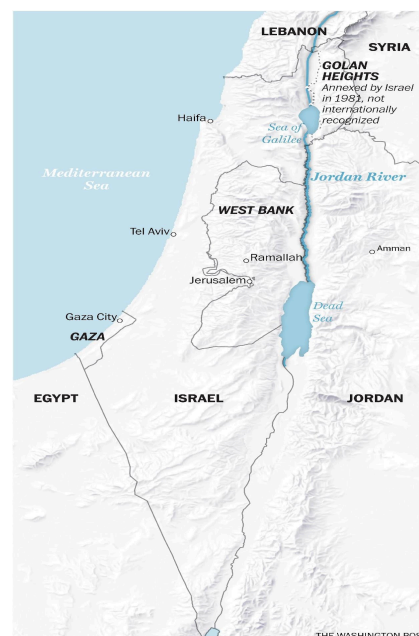 LEBANON
SYRIA
GOLAN
HEIGHTS
Annexed by Israel
in 1981, not
internationally
recognized
Haifa
Sea of
Galilee
Mediterranean
Sea
Jordan River
WEST BANK
Tel Aviv
Amman
Ramallah
Jerusalem
Dead
Sea
Gaza City
GAZA
EGYPT
ISRAEL
JORDAN
THE WASHINGTON